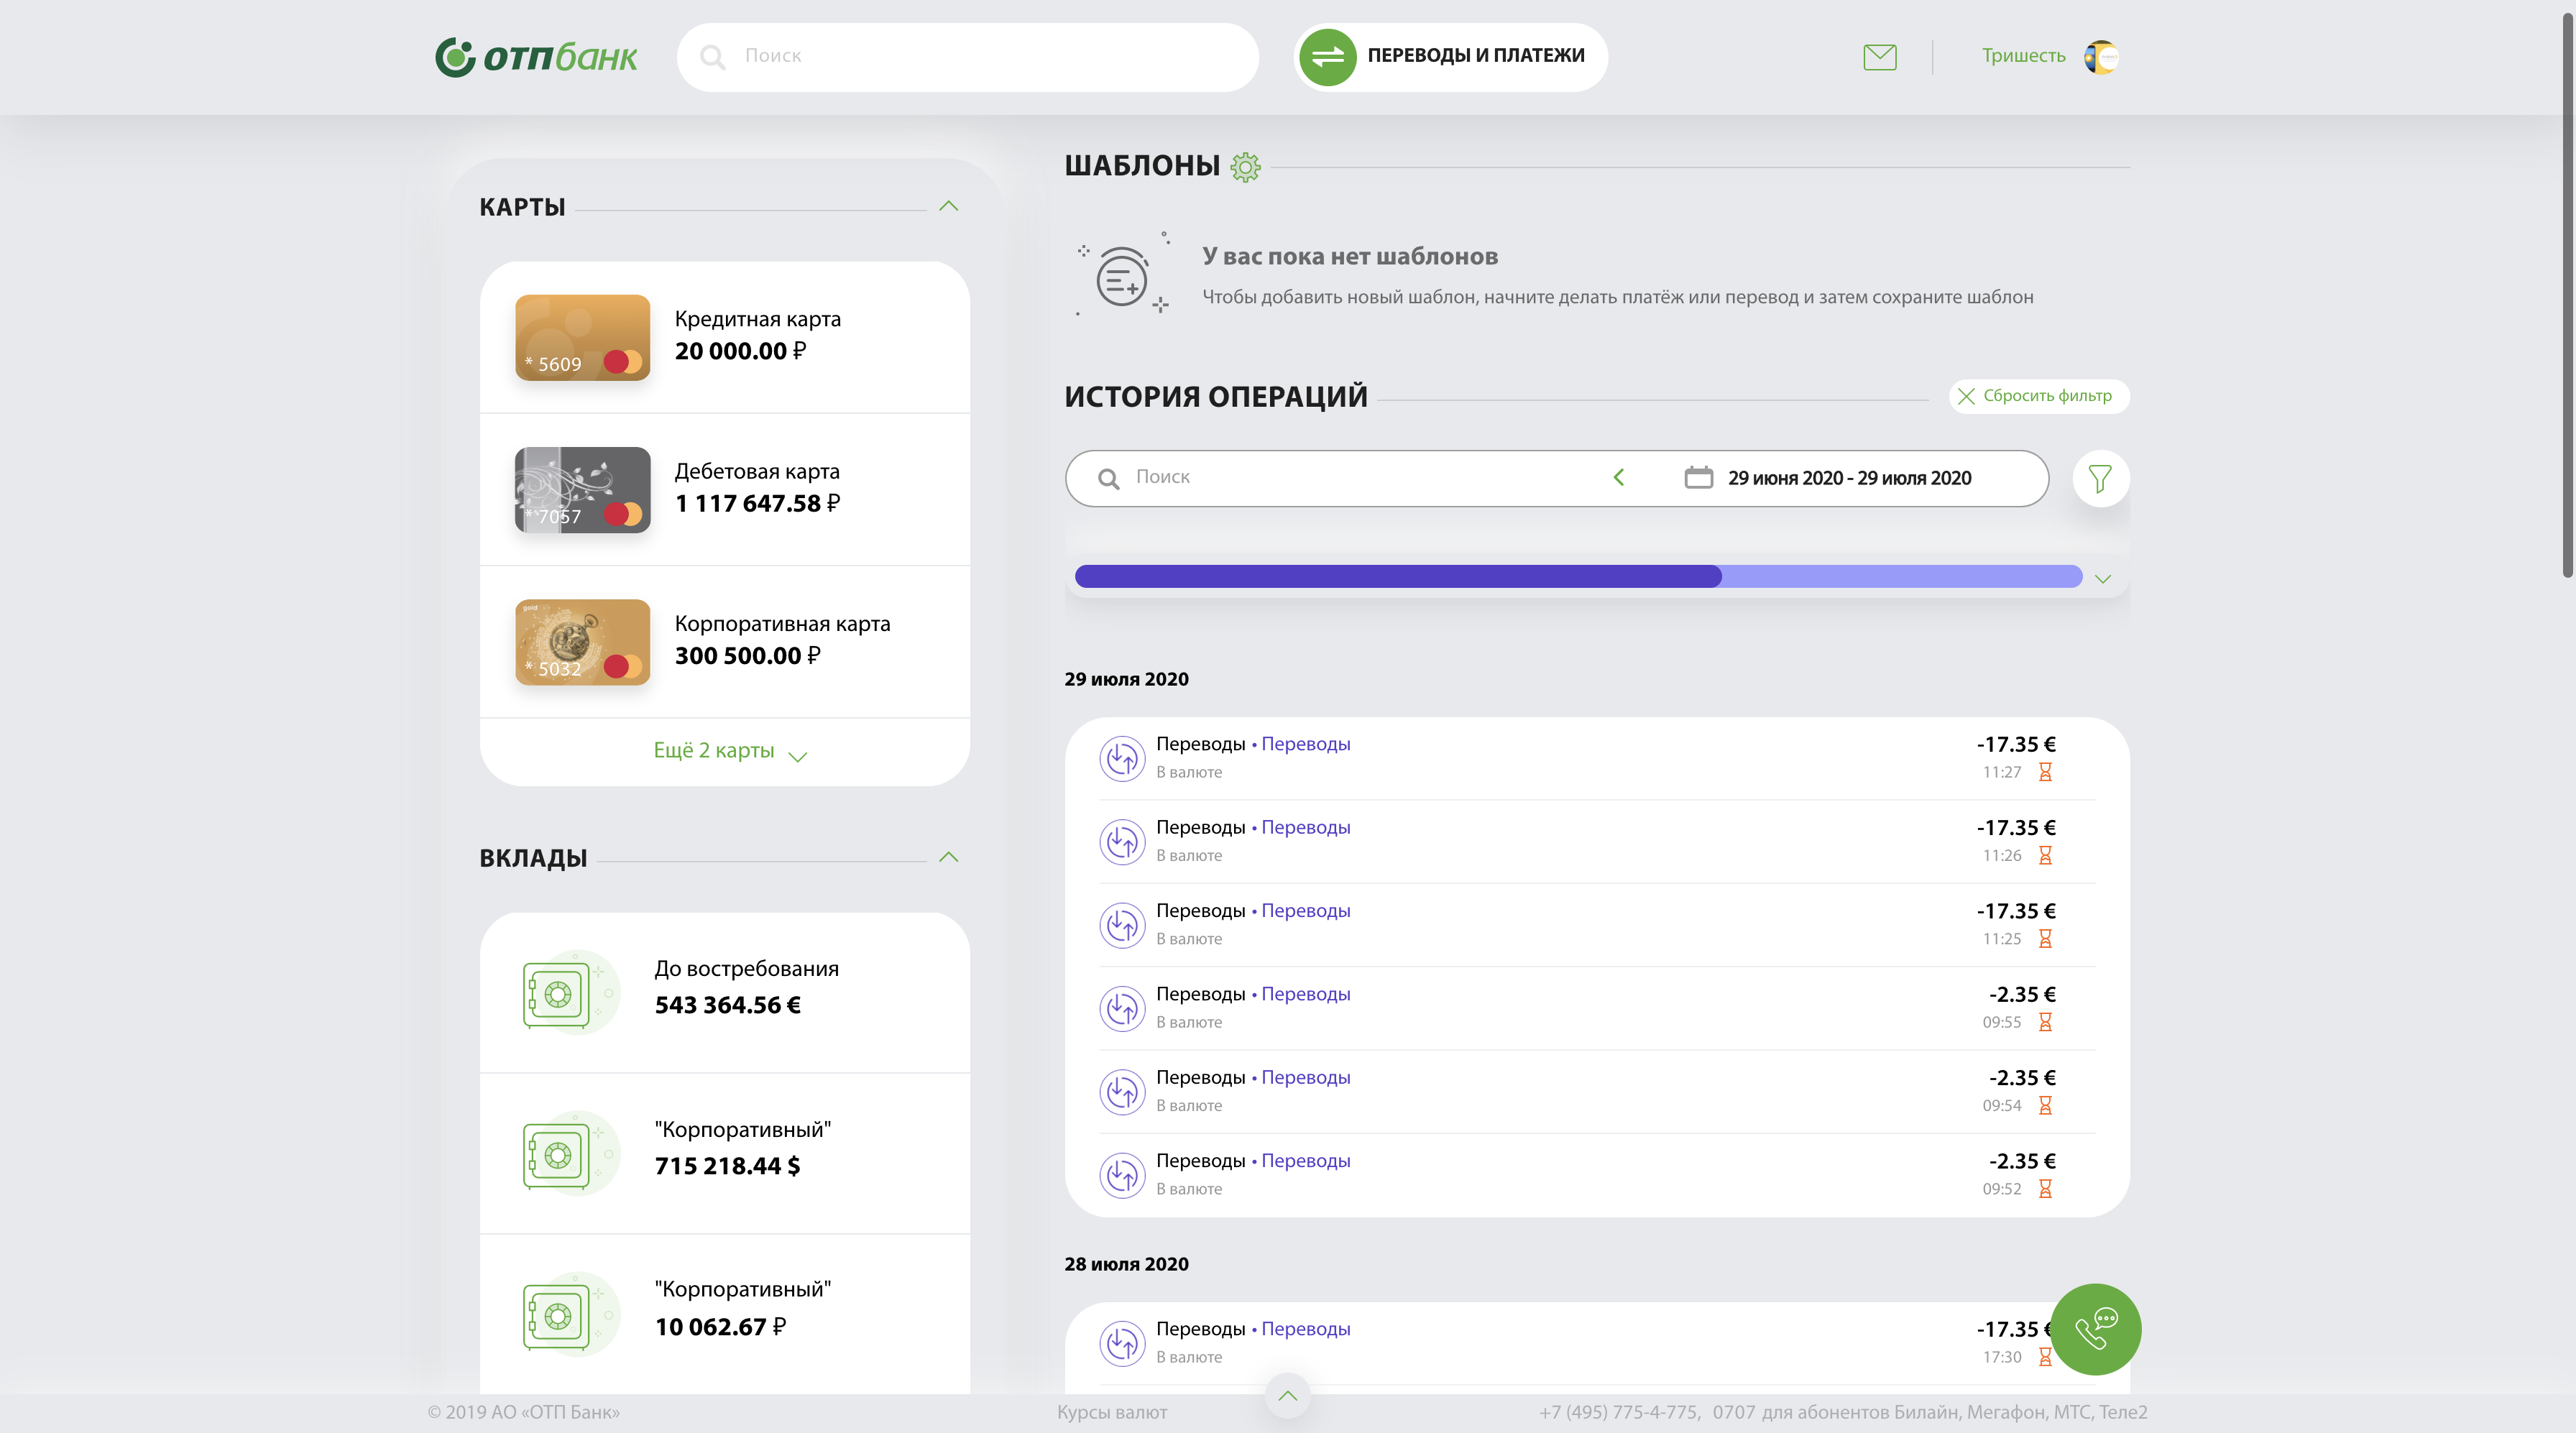 ОТПбанк
Поиск
ПЕРЕВОДЫ И ПЛАТЕЖИ
Тришесть
КАРТЫ
* 5609
Кредитная карта
20 000.00 ₽
* 7057
Дебетовая карта
1 117 647.58 ₽
gold
* 5032
Корпоративная карта
300 500.00 ₽
Ещё 2 карты
ВКЛАДЫ
До востребования
543 364.56 €
"Корпоративный"
715 218.44 $
"Корпоративный"
10 062.67 ₽
ШАБЛОНЫ
У вас пока нет шаблонов
Чтобы добавить новый шаблон, начните делать платёж или перевод и затем сохраните шаблон
ИСТОРИЯ ОПЕРАЦИЙ
Сбросить фильтр
Поиск
29 июня 2020 - 29 июля 2020
29 июля 2020
Переводы • Переводы -17.35 €
В валюте 11:27
Переводы • Переводы -17.35 €
В валюте 11:26
Переводы • Переводы -17.35 €
В валюте 11:25
Переводы • Переводы -2.35 €
В валюте 09:55
Переводы • Переводы -2.35 €
В валюте 09:54
Переводы • Переводы -2.35 €
В валюте 09:52
28 июля 2020
Переводы • Переводы -17.35 €
В валюте 17:30
© 2019 АО «ОТП Банк»
Курсы валют
+7 (495) 775-4-775, 0707 для абонентов Билайн, Мегафон, МТС, Теле2